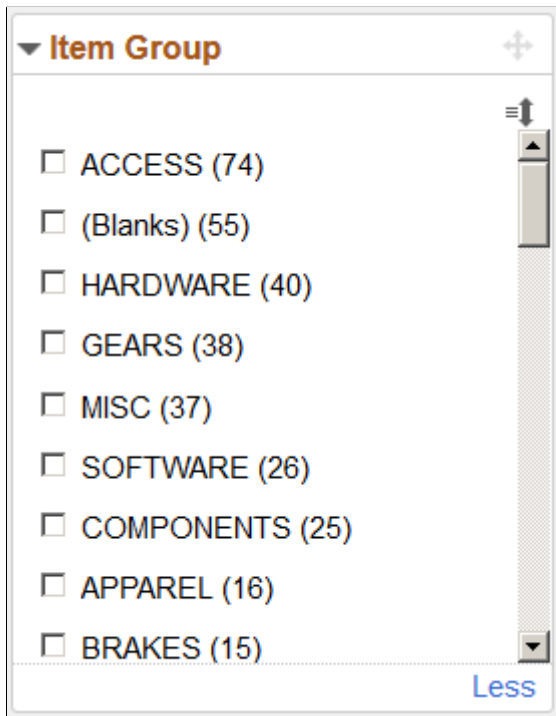 Item Group
ACCESS (74)
(Blanks) (55)
HARDWARE (40)
GEARS (38)
MISC (37)
SOFTWARE (26)
COMPONENTS (25)
APPAREL (16)
BRAKES (15)
Less